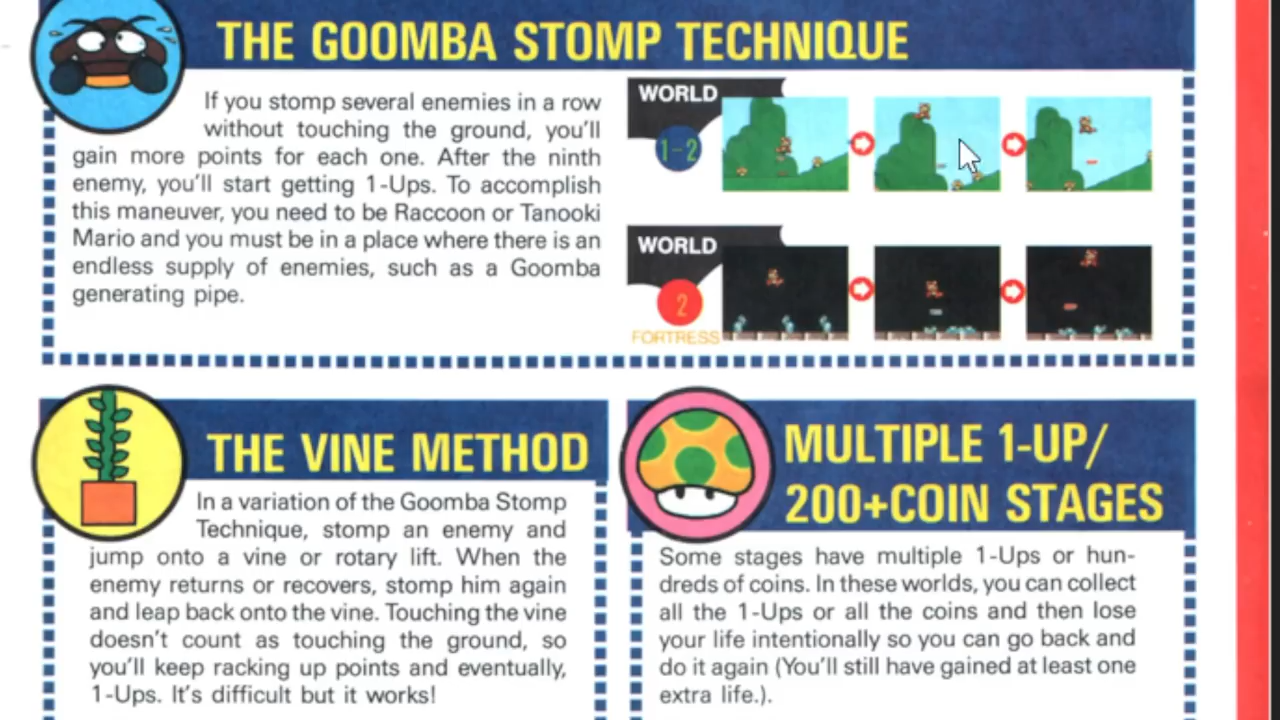 THE GOOMBA STOMP TECHNIQUE
If you stomp several enemies in a row
without touching the ground, you'll
gain more points for each one. After the ninth
enemy, you'll start getting 1-Ups. To accomplish
this maneuver, you need to be Raccoon or Tanooki
Mario and you must be in a place where there is an
endless supply of enemies, such as a Goomba
generating pipe.
WORLD
1-2
WORLD
2
FORTRESS
THE VINE METHOD
In a variation of the Goomba Stomp
Technique, stomp an enemy and
jump onto a vine or rotary lift. When the
enemy returns or recovers, stomp him again
and leap back onto the vine. Touching the vine
doesn't count as touching the ground, so
you'll keep racking up points and eventually,
1-Ups. It's difficult but it works!
MULTIPLE 1-UP/
200+COIN STAGES
Some stages have multiple 1-Ups or hun-
dreds of coins. In these worlds, you can collect
all the 1-Ups or all the coins and then lose
your life intentionally so you can go back and
do it again (You'll still have gained at least one
extra life.).